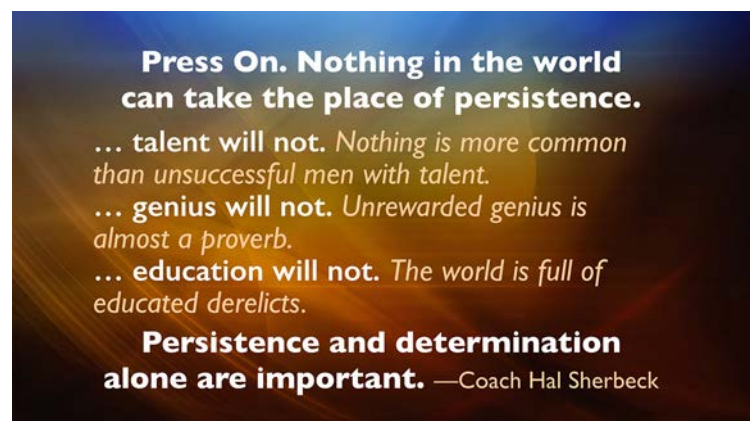 Press On. Nothing in the world
can take the place of persistence.
... talent will not. Nothing is more common
than unsuccessful men with talent.
... genius will not. Unrewarded genius is
almost a proverb.
... education will not. The world is full of
educated derelicts.
Persistence and determination
alone are important. —Coach Hal Sherbeck